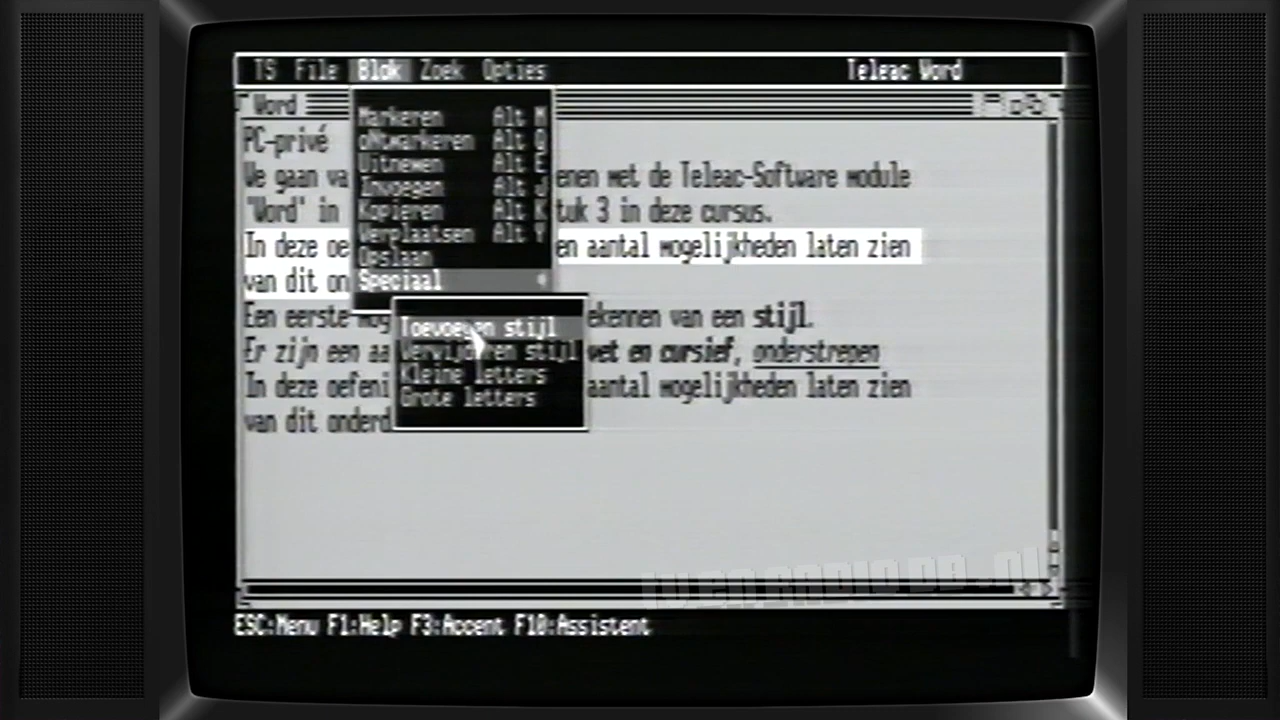 TS File Blok Zoek Opties Teleac Word
Word
Markeren Alt M
oNtmarkeren Alt Q
Uitnemen Alt E
Invoegen Alt J
Kopieren Alt K
Verplaatsen Alt Y
Opslaan
Speciaal
Toevoegen stijl
Verwijderen stijl
Kleine letters
Grote letters
PC-privé
We gaan va enen met de Teleac-Software module
'Word' in tuk 3 in deze cursus.
In deze oe en aantal mogelijkheden laten zien
van dit on
Een eerste mog ekennen van een stijl.
Er zijn een aa vet en cursief, onderstrepen
In deze oefeni aantal mogelijkheden laten zien
van dit onderd
TVENRADIODB.NL
ESC:Menu F1:Help F3:Accent F10:Assistent